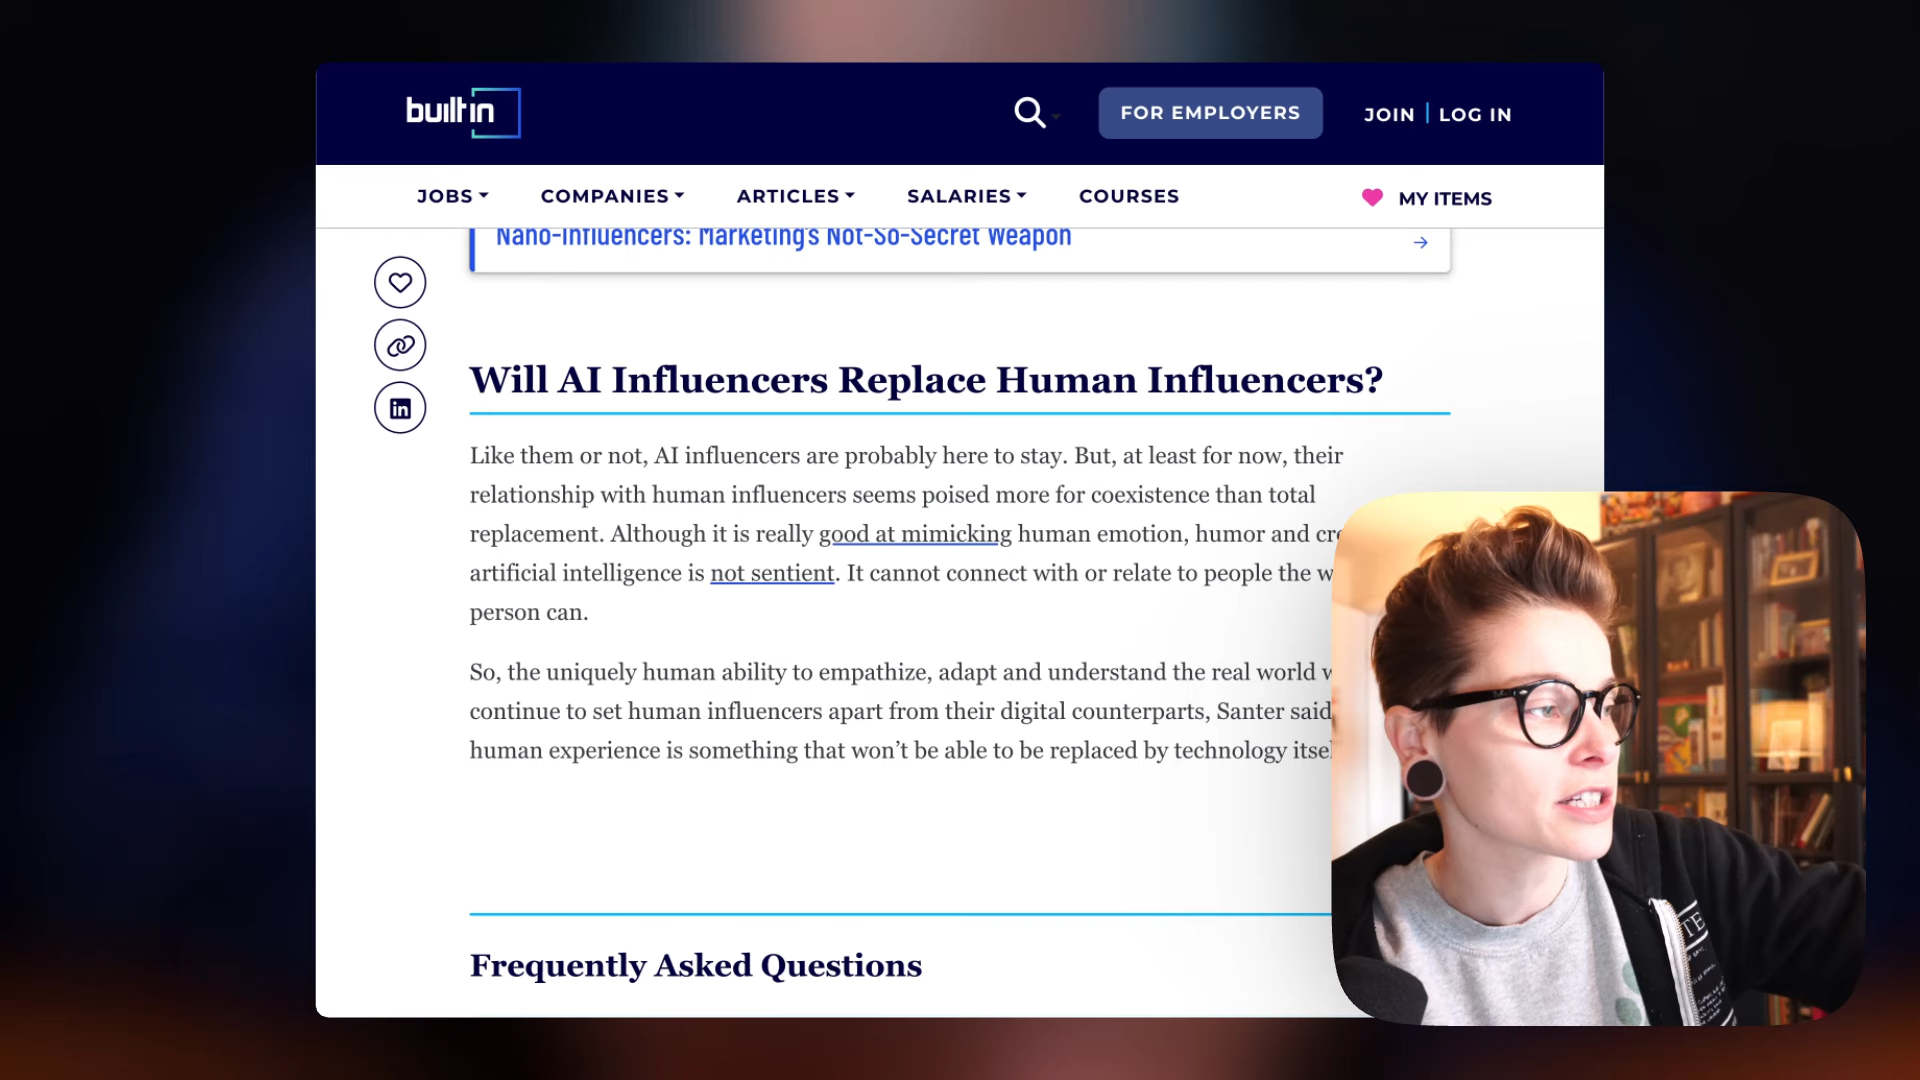 builtin
FOR EMPLOYERS
JOIN | LOG IN
JOBS
COMPANIES
ARTICLES
SALARIES
COURSES
MY ITEMS
Nano-Influencers: Marketing's Not-So-Secret Weapon
Will AI Influencers Replace Human Influencers?
Like them or not, AI influencers are probably here to stay. But, at least for now, their
relationship with human influencers seems poised more for coexistence than total
replacement. Although it is really good at mimicking human emotion, humor and
artificial intelligence is not sentient. It cannot connect with or relate to people the
person can.
So, the uniquely human ability to empathize, adapt and understand the real world
continue to set human influencers apart from their digital counterparts, Santer said
human experience is something that won’t be able to be replaced by technology
Frequently Asked Questions